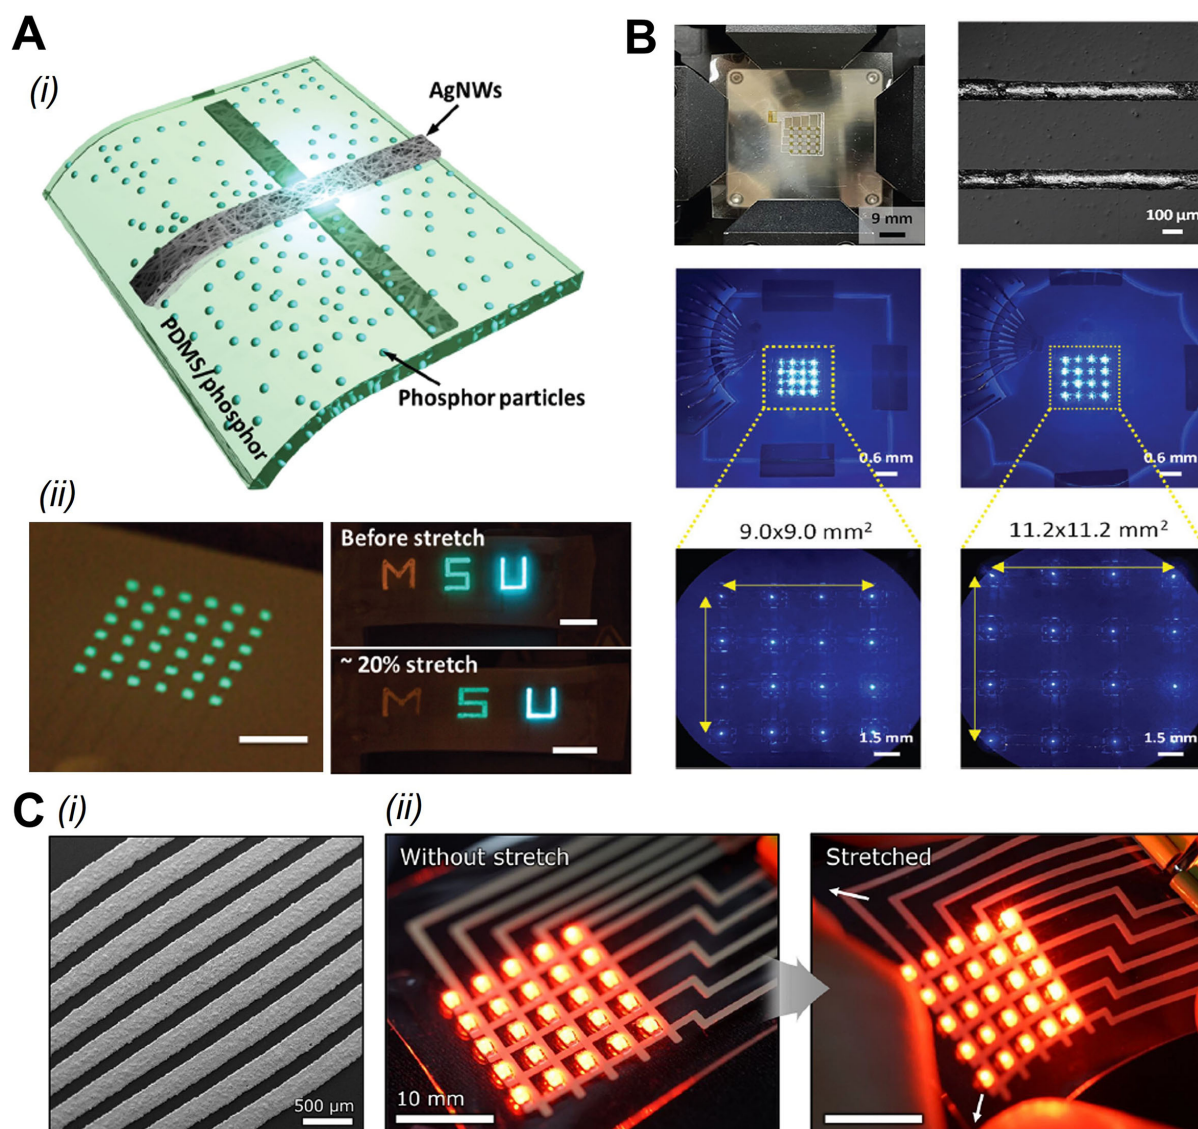 A
(i)
AgNWs
PDMS/phosphor
Phosphor particles
(ii)
Before stretch
M S U
~ 20% stretch
M S U
B
9 mm
100 µm
0.6 mm
0.6 mm
9.0x9.0 mm²
11.2x11.2 mm²
1.5 mm
1.5 mm
C
(i)
500 µm
(ii)
Without stretch
10 mm
Stretched